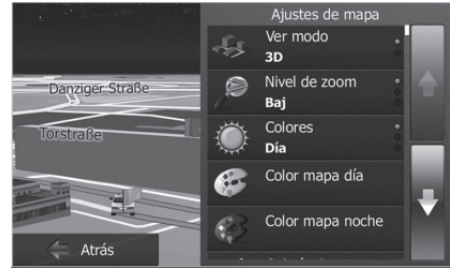 Ajustes de mapa
Ver modo
3D
Nivel de zoom
Baj
Colores
Día
Color mapa día
Color mapa noche
Danziger Straße
Torstraße
Atrás